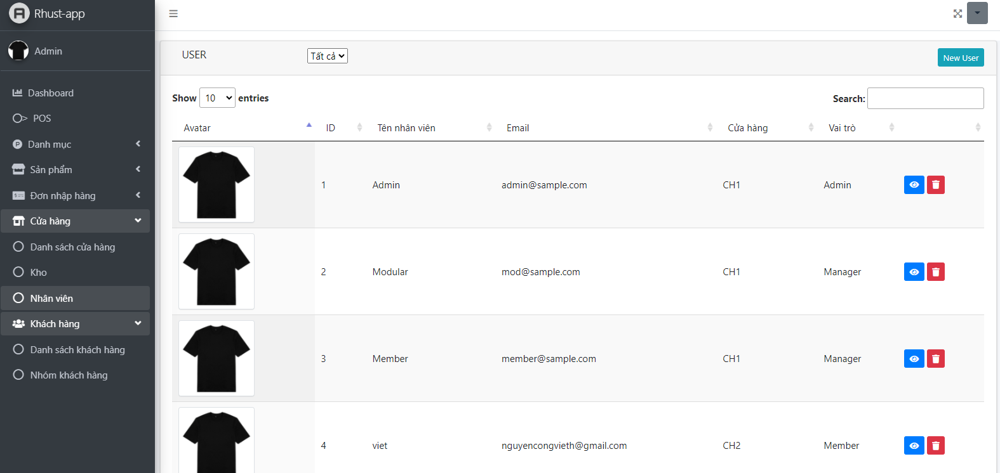 Rhust-app
Admin
Dashboard
POS
Danh mục
Sản phẩm
Đơn nhập hàng
Cửa hàng
Danh sách cửa hàng
Kho
Nhân viên
Khách hàng
Danh sách khách hàng
Nhóm khách hàng
USER Tất cả New User
Show 10 entries Search:
Avatar ID Tên nhân viên Email Cửa hàng Vai trò
1 Admin admin@sample.com CH1 Admin
2 Modular mod@sample.com CH1 Manager
3 Member member@sample.com CH1 Manager
4 viet nguyencongvieth@gmail.com CH2 Member